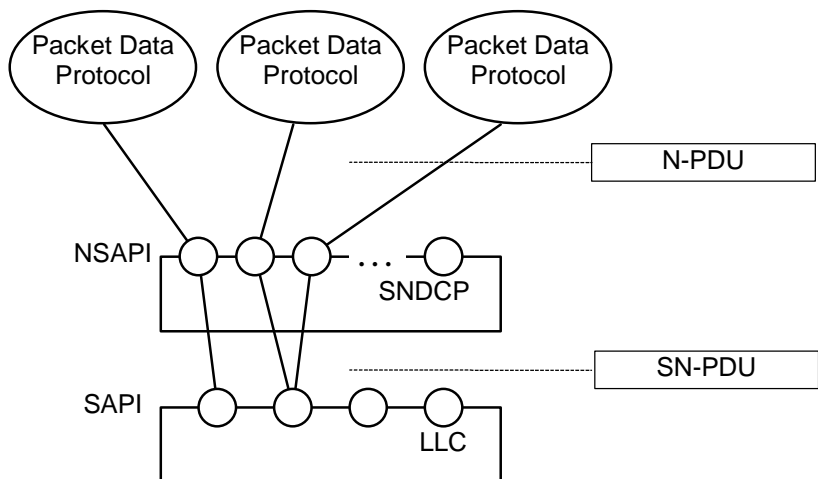 Packet Data
Protocol
Packet Data
Protocol
Packet Data
Protocol
N-PDU
NSAPI
. . .
SNDCP
SN-PDU
SAPI
LLC